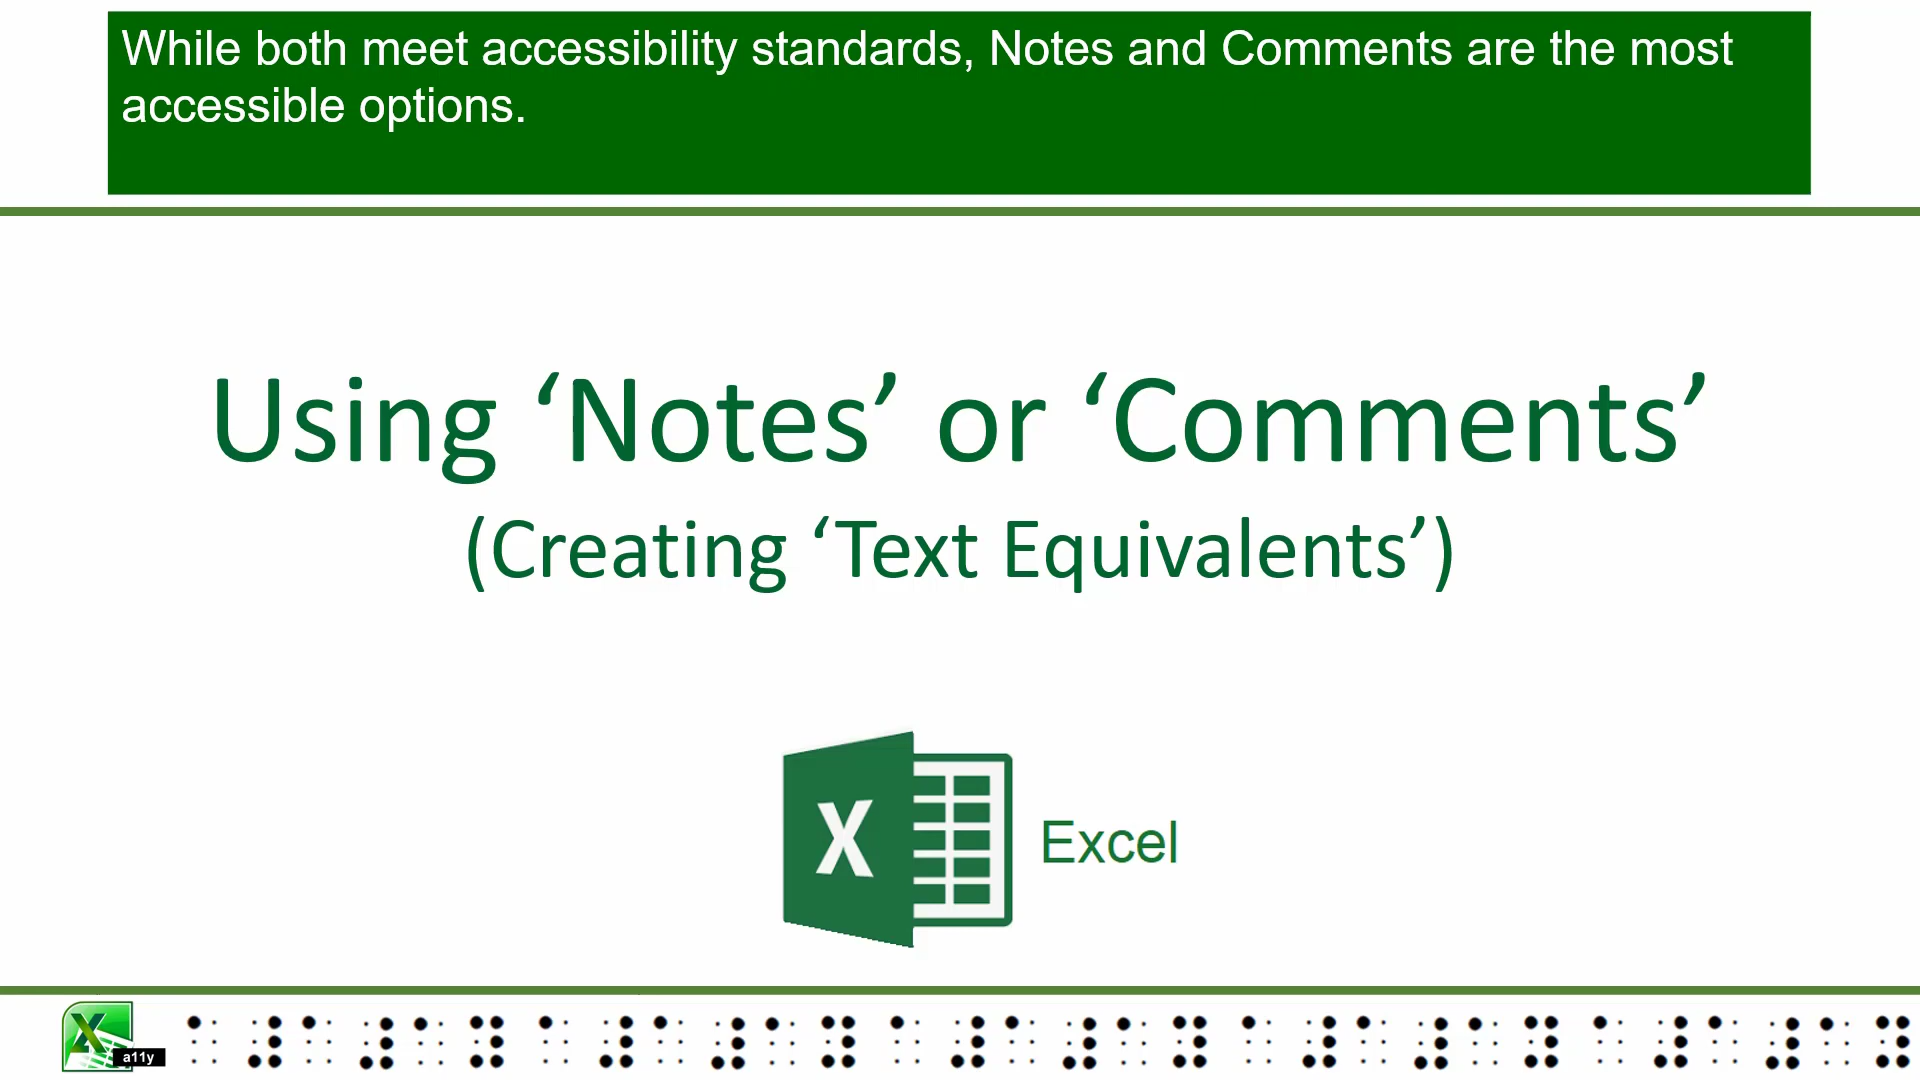 While both meet accessibility standards, Notes and Comments are the most
accessible options.
Using ‘Notes’ or ‘Comments’
(Creating ‘Text Equivalents’)
X
Excel
X
a11y